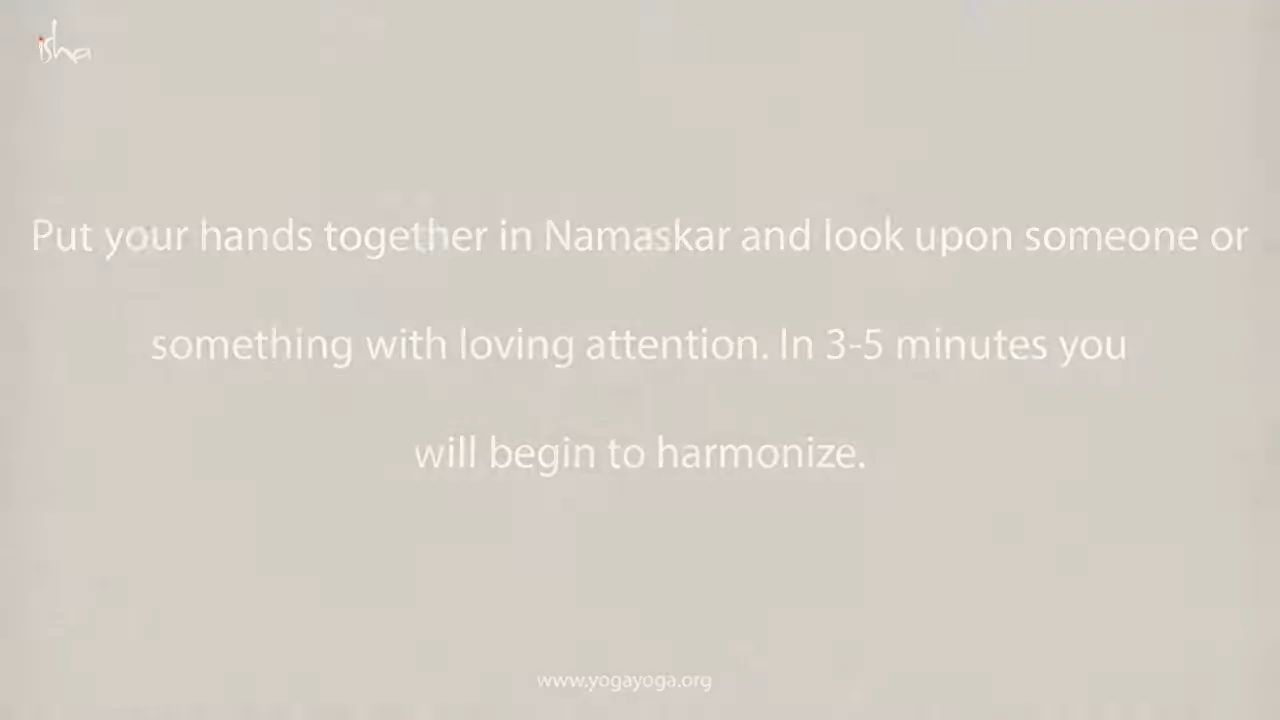 isha
Put your hands together in Namaskar and look upon someone or
something with loving attention. In 3-5 minutes you
will begin to harmonize.
www.yogayoga.org